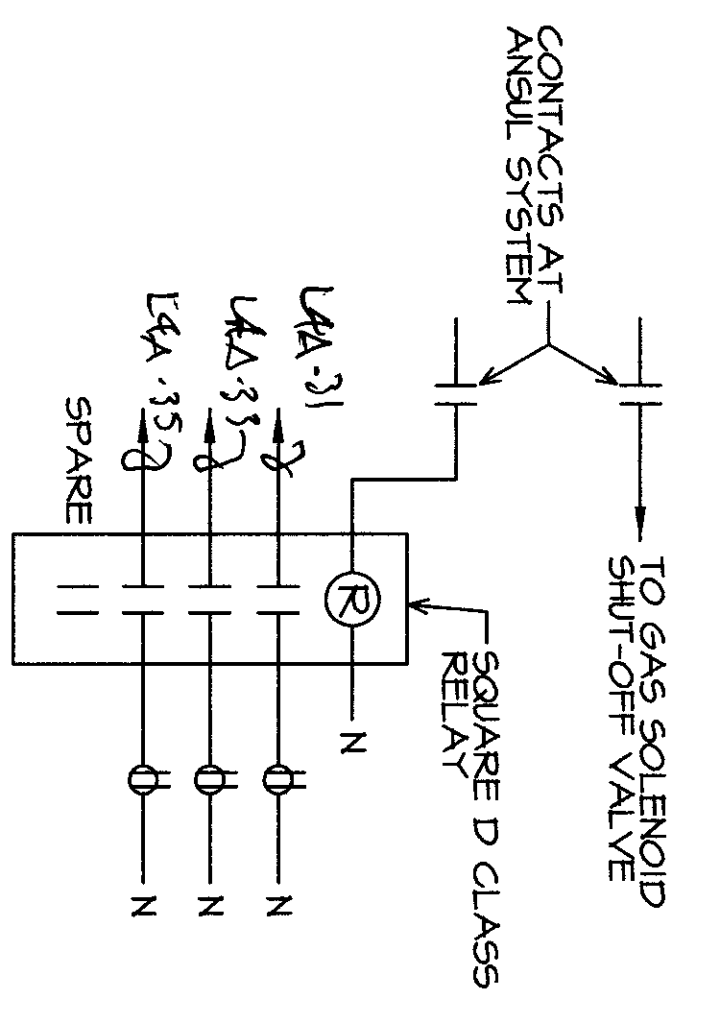 TO GAS SOLENOID
SHUT-OFF VALVE
CONTACTS AT
ANSUL SYSTEM
SQUARE D CLASS
RELAY
R
N
L4A-31
N
L4A-33
N
L4A-35
N
SPARE